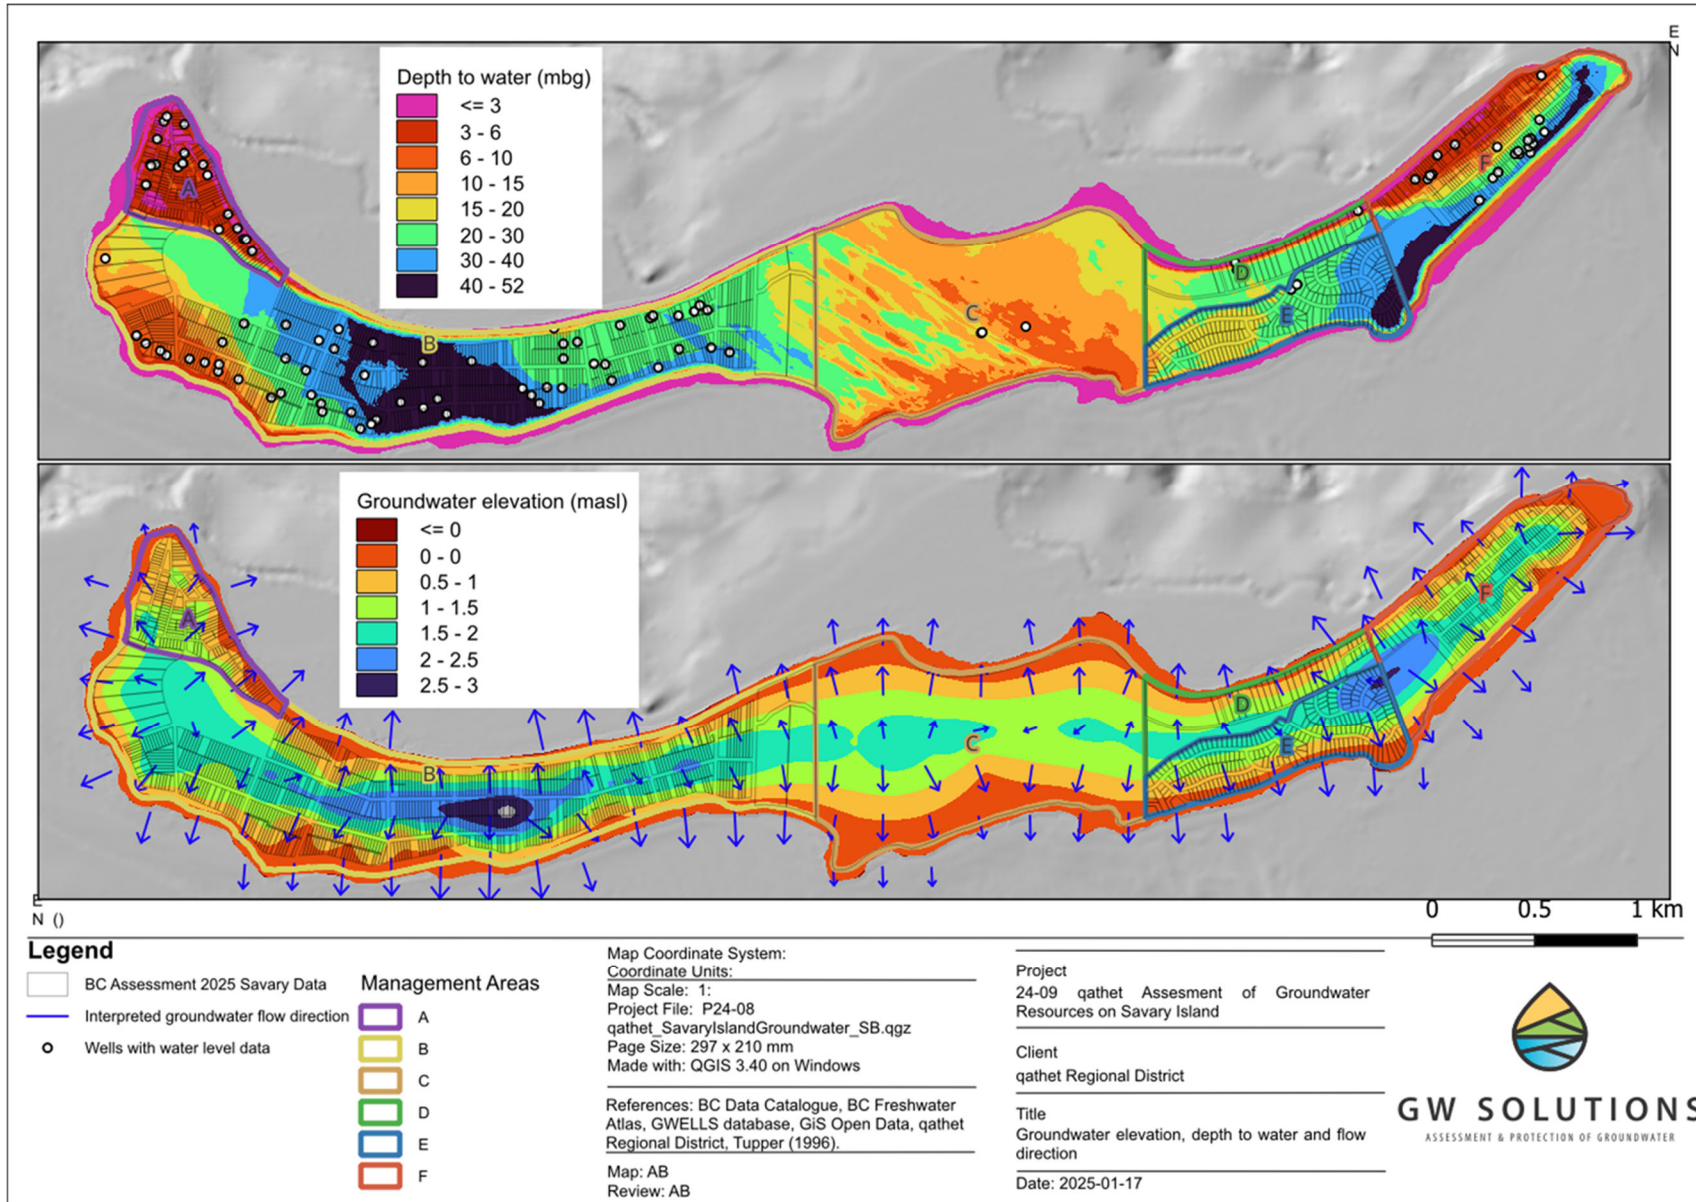 E
N
Depth to water (mbg)
<= 3
3 - 6
6 - 10
10 - 15
15 - 20
20 - 30
30 - 40
40 - 52
A
B
C
D
E
F
Groundwater elevation (masl)
<= 0
0 - 0
0.5 - 1
1 - 1.5
1.5 - 2
2 - 2.5
2.5 - 3
A
B
C
D
E
F
E
N ()
0 0.5 1 km
Legend
BC Assessment 2025 Savary Data
Interpreted groundwater flow direction
Wells with water level data
Management Areas
A
B
C
D
E
F
Map Coordinate System:
Coordinate Units:
Map Scale: 1:
Project File: P24-08
qathet_SavaryIslandGroundwater_SB.qgz
Page Size: 297 x 210 mm
Made with: QGIS 3.40 on Windows
References: BC Data Catalogue, BC Freshwater
Atlas, GWELLS database, GiS Open Data, qathet
Regional District, Tupper (1996).
Map: AB
Review: AB
Project
24-09 qathet Assesment of Groundwater
Resources on Savary Island
Client
qathet Regional District
Title
Groundwater elevation, depth to water and flow
direction
Date: 2025-01-17
GW SOLUTIONS
ASSESSMENT & PROTECTION OF GROUNDWATER